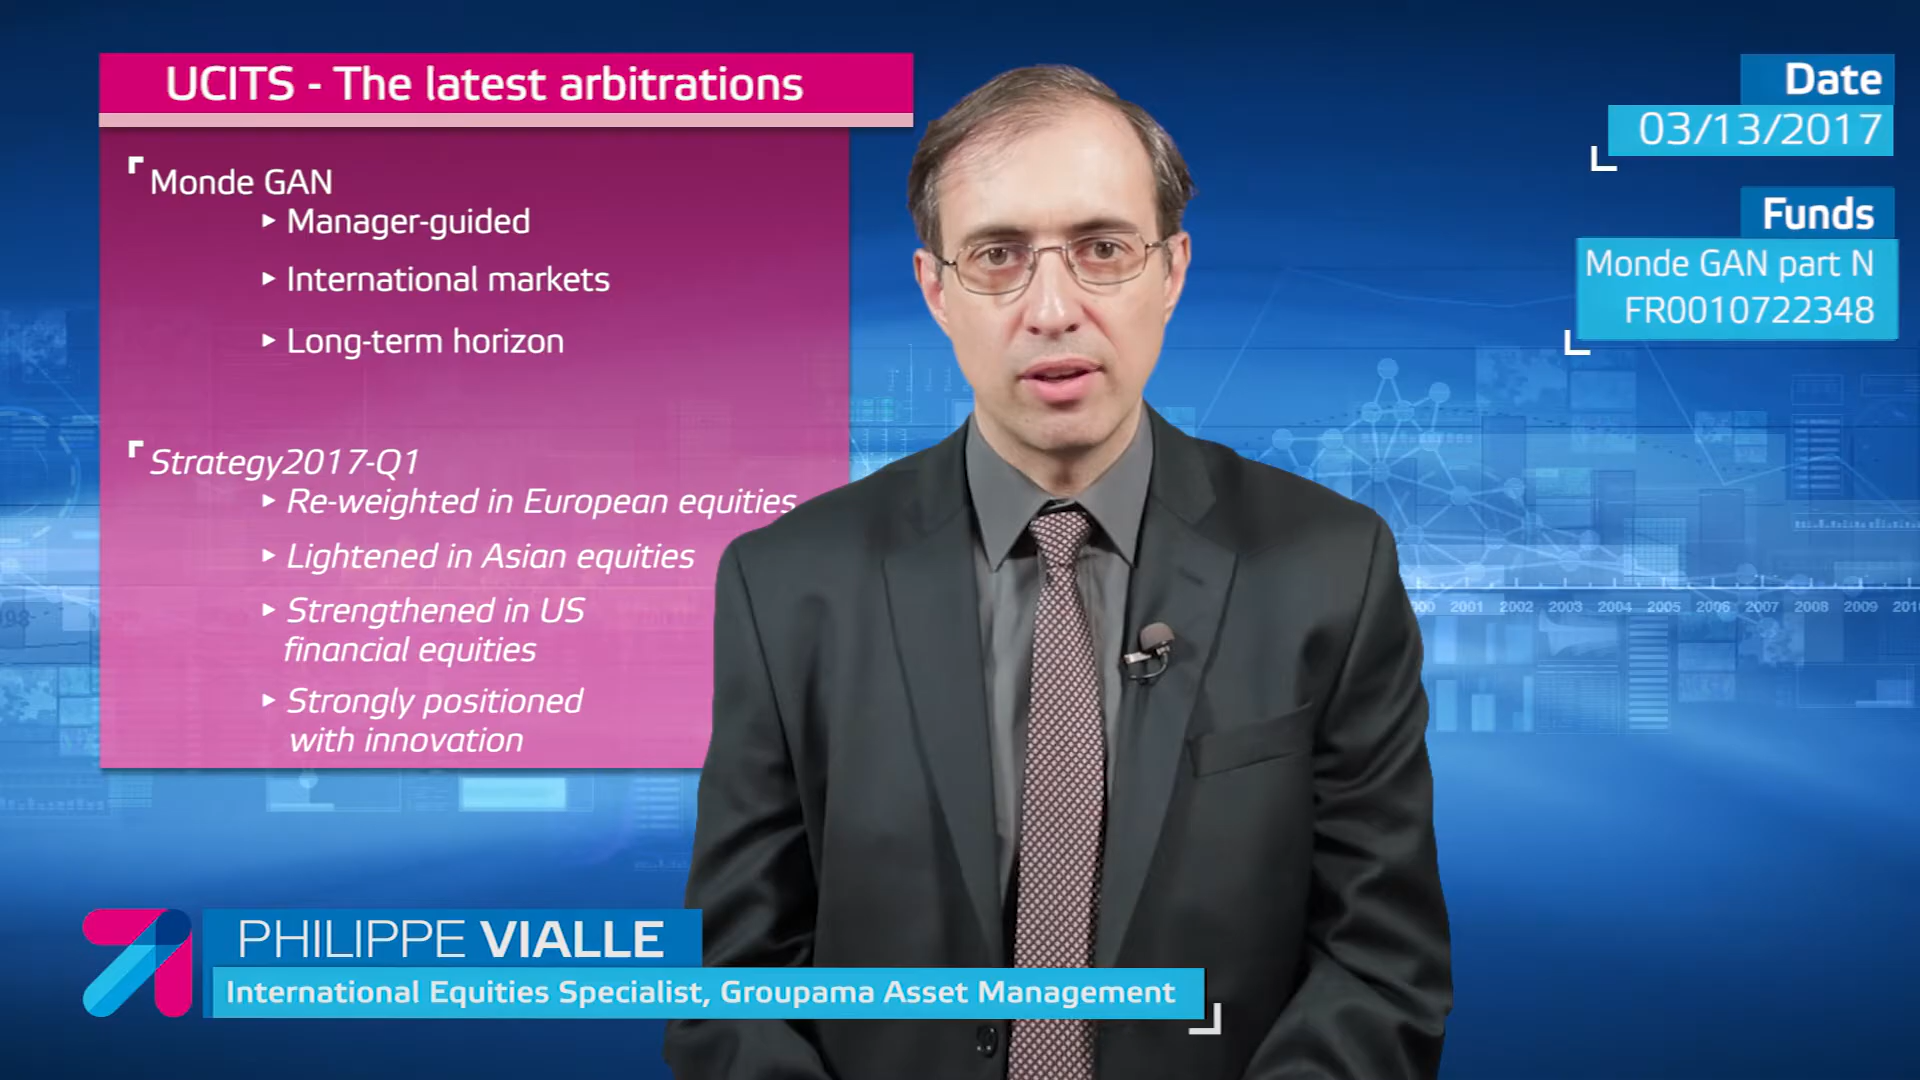 UCITS - The latest arbitrations
Monde GAN
Manager-guided
International markets
Long-term horizon
Strategy2017-Q1
Re-weighted in European equities
Lightened in Asian equities
Strengthened in US
financial equities
Strongly positioned
with innovation
Date
03/13/2017
Funds
Monde GAN part N
FR0010722348
2001 2002 2003 2004 2005 2006 2007 2008 2009
PHILIPPE VIALLE
International Equities Specialist, Groupama Asset Management